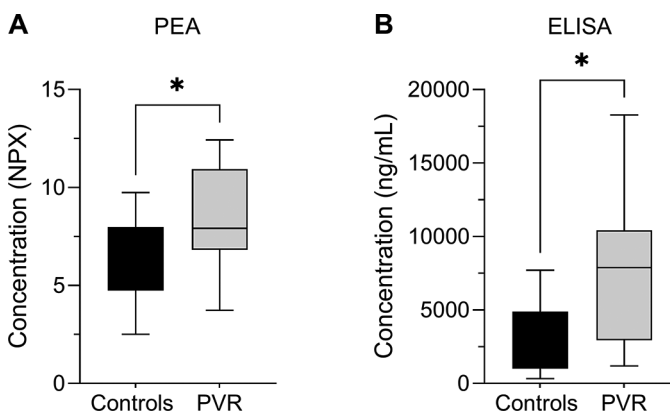 A
PEA
Concentration (NPX)
15
10
5
0
*
Controls
PVR
B
ELISA
Concentration (ng/mL)
20000
15000
10000
5000
0
*
Controls
PVR